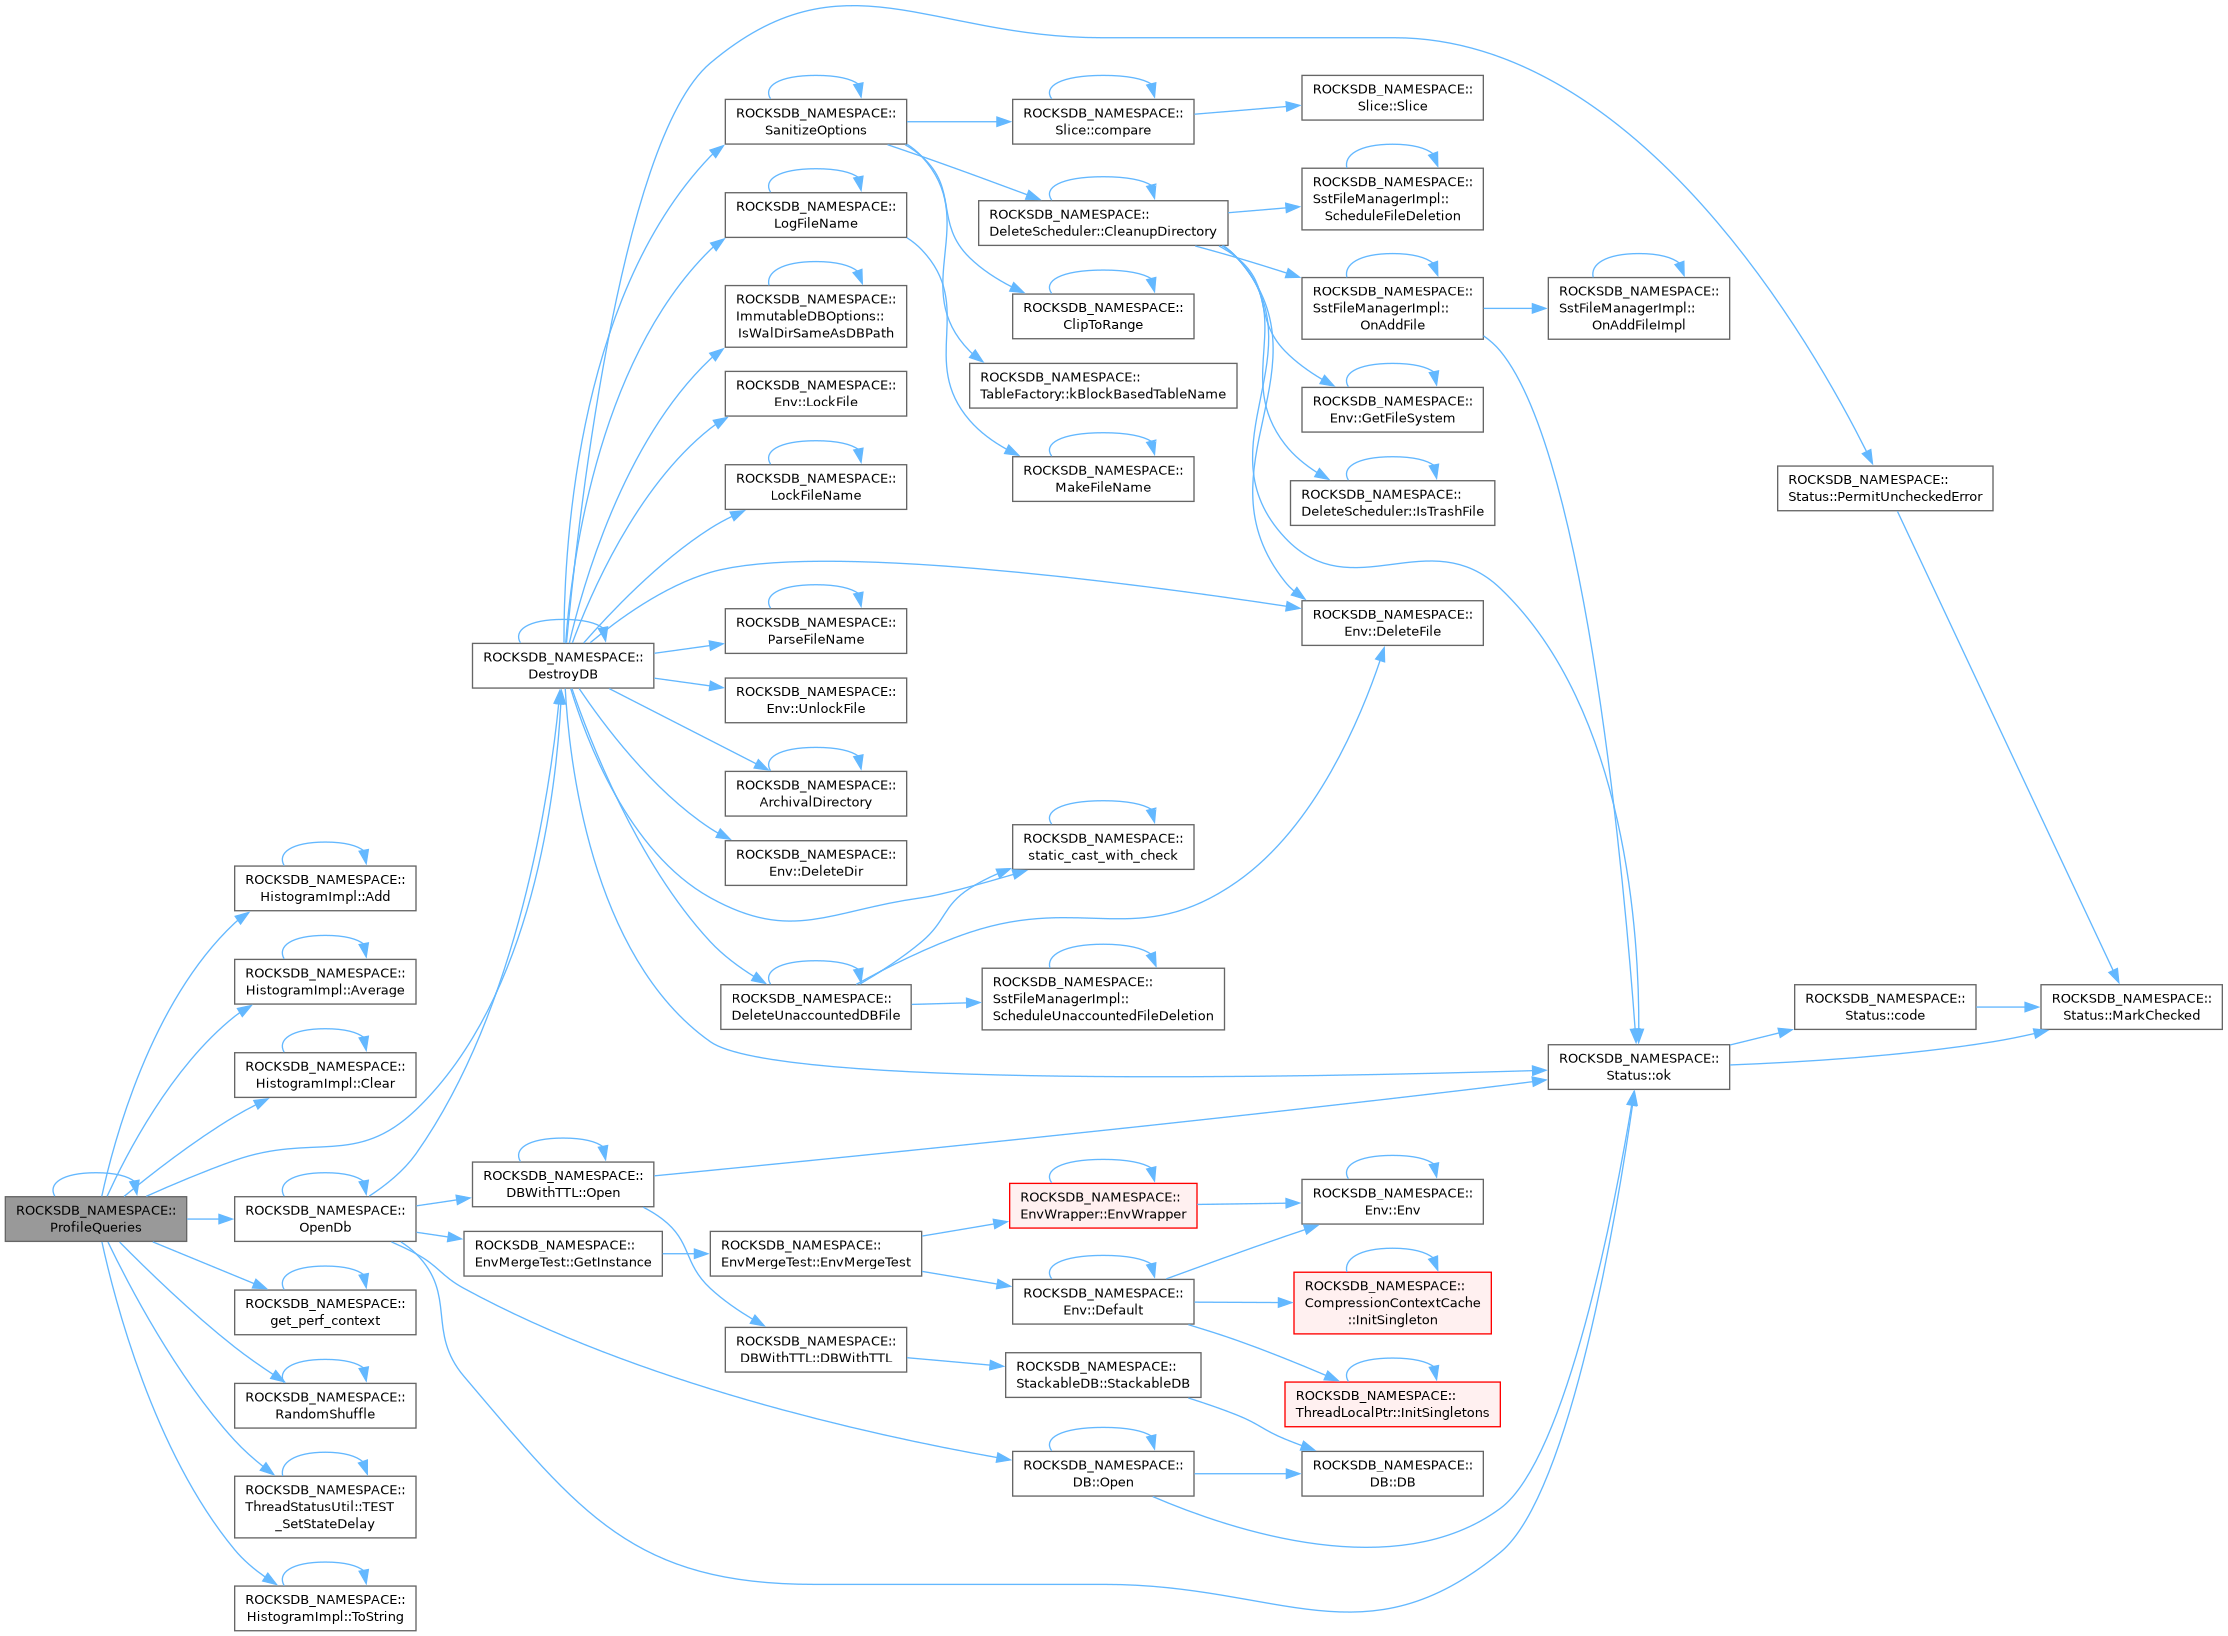 ROCKSDB_NAMESPACE::
ProfileQueries
ROCKSDB_NAMESPACE::
HistogramImpl::Add
ROCKSDB_NAMESPACE::
HistogramImpl::Average
ROCKSDB_NAMESPACE::
HistogramImpl::Clear
ROCKSDB_NAMESPACE::
OpenDb
ROCKSDB_NAMESPACE::
get_perf_context
ROCKSDB_NAMESPACE::
RandomShuffle
ROCKSDB_NAMESPACE::
ThreadStatusUtil::TEST
_SetStateDelay
ROCKSDB_NAMESPACE::
HistogramImpl::ToString
ROCKSDB_NAMESPACE::
DestroyDB
ROCKSDB_NAMESPACE::
DBWithTTL::Open
ROCKSDB_NAMESPACE::
EnvMergeTest::GetInstance
ROCKSDB_NAMESPACE::
SanitizeOptions
ROCKSDB_NAMESPACE::
LogFileName
ROCKSDB_NAMESPACE::
ImmutableDBOptions::
IsWalDirSameAsDBPath
ROCKSDB_NAMESPACE::
Env::LockFile
ROCKSDB_NAMESPACE::
LockFileName
ROCKSDB_NAMESPACE::
ParseFileName
ROCKSDB_NAMESPACE::
Env::UnlockFile
ROCKSDB_NAMESPACE::
ArchivalDirectory
ROCKSDB_NAMESPACE::
Env::DeleteDir
ROCKSDB_NAMESPACE::
DeleteUnaccountedDBFile
ROCKSDB_NAMESPACE::
EnvMergeTest::EnvMergeTest
ROCKSDB_NAMESPACE::
DBWithTTL::DBWithTTL
ROCKSDB_NAMESPACE::
Slice::compare
ROCKSDB_NAMESPACE::
DeleteScheduler::CleanupDirectory
ROCKSDB_NAMESPACE::
ClipToRange
ROCKSDB_NAMESPACE::
TableFactory::kBlockBasedTableName
ROCKSDB_NAMESPACE::
MakeFileName
ROCKSDB_NAMESPACE::
static_cast_with_check
ROCKSDB_NAMESPACE::
SstFileManagerImpl::
ScheduleUnaccountedFileDeletion
ROCKSDB_NAMESPACE::
EnvWrapper::EnvWrapper
ROCKSDB_NAMESPACE::
Env::Default
ROCKSDB_NAMESPACE::
StackableDB::StackableDB
ROCKSDB_NAMESPACE::
DB::Open
ROCKSDB_NAMESPACE::
Slice::Slice
ROCKSDB_NAMESPACE::
SstFileManagerImpl::
ScheduleFileDeletion
ROCKSDB_NAMESPACE::
SstFileManagerImpl::
OnAddFile
ROCKSDB_NAMESPACE::
Env::GetFileSystem
ROCKSDB_NAMESPACE::
DeleteScheduler::IsTrashFile
ROCKSDB_NAMESPACE::
Env::DeleteFile
ROCKSDB_NAMESPACE::
Env::Env
ROCKSDB_NAMESPACE::
CompressionContextCache
::InitSingleton
ROCKSDB_NAMESPACE::
ThreadLocalPtr::InitSingletons
ROCKSDB_NAMESPACE::
DB::DB
ROCKSDB_NAMESPACE::
SstFileManagerImpl::
OnAddFileImpl
ROCKSDB_NAMESPACE::
Status::ok
ROCKSDB_NAMESPACE::
Status::PermitUncheckedError
ROCKSDB_NAMESPACE::
Status::code
ROCKSDB_NAMESPACE::
Status::MarkChecked